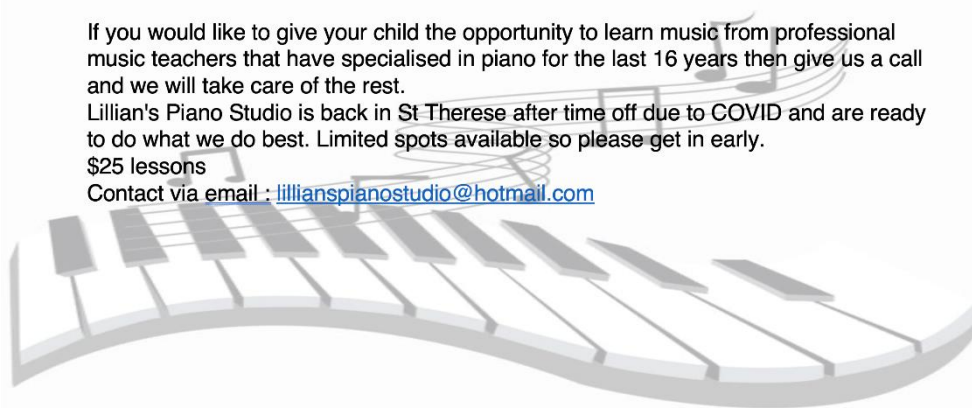 If you would like to give your child the opportunity to learn music from professional
music teachers that have specialised in piano for the last 16 years then give us a call
and we will take care of the rest.
Lillian's Piano Studio is back in St Therese after time off due to COVID and are ready
to do what we do best. Limited spots available so please get in early.
$25 lessons
Contact via email : lillianspianostudio@hotmail.com